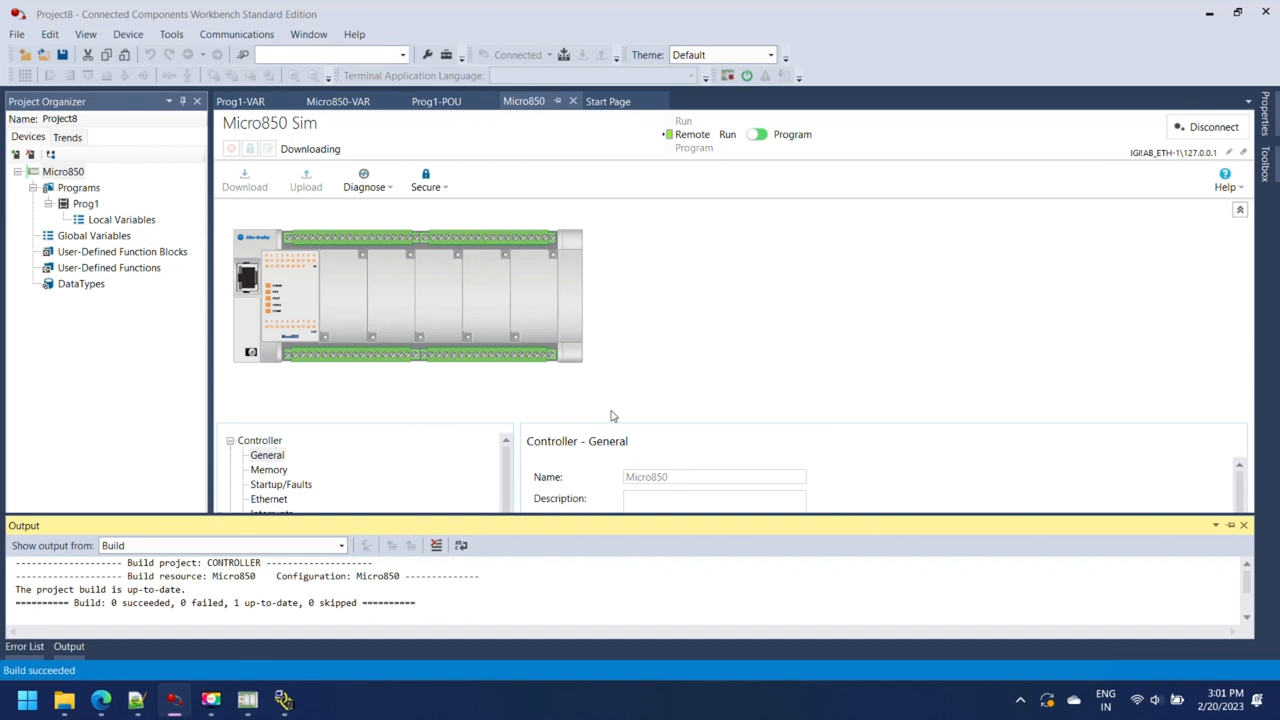 Project8 - Connected Components Workbench Standard Edition
File Edit View Device Tools Communications Window Help
Connected Theme: Default
Terminal Application Language:
Project Organizer
Name: Project8
Devices Trends
Micro850
Programs
Prog1
Local Variables
Global Variables
User-Defined Function Blocks
User-Defined Functions
DataTypes
Prog1-VAR Micro850-VAR Prog1-POU Micro850 Start Page
Micro850 Sim
Run
Remote Run Program
Program
Downloading
Disconnect
IGI!AB_ETH-1\127.0.0.1
Download Upload Diagnose Secure Help
Allen-Bradley
Micro850
Controller
General
Memory
Startup/Faults
Ethernet
Interrupts
Controller - General
Name: Micro850
Description:
Properties
Toolbox
Output
Show output from: Build
-------------------- Build project: CONTROLLER --------------------
-------------------- Build resource: Micro850 Configuration: Micro850 --------------
The project build is up-to-date.
========== Build: 0 succeeded, 0 failed, 1 up-to-date, 0 skipped ==========
Error List Output
Build succeeded
ENG
IN
3:01 PM
2/20/2023